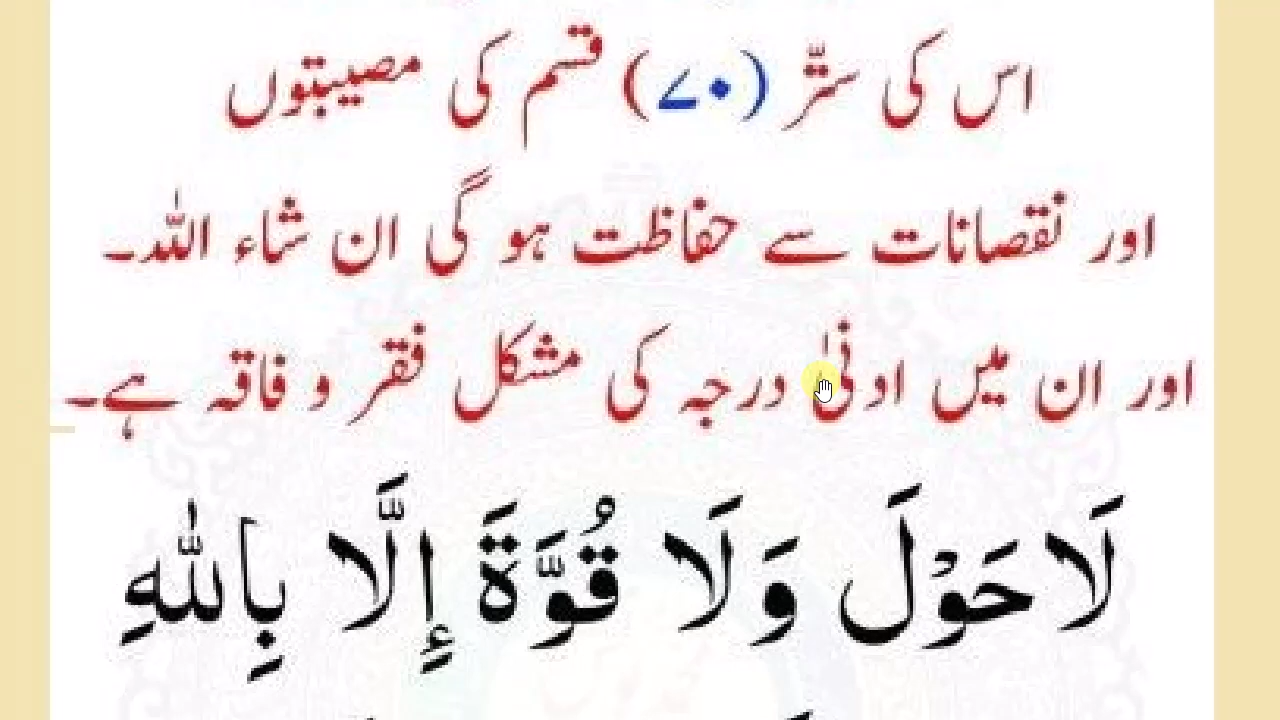 اس کی ستّر (۷۰) قسم کی مصیبتوں
اور نقصانات سے حفاظت ہو گی ان شاء اللہ۔
اور ان میں ادنیٰ درجہ کی مشکل فقر و فاقہ ہے۔
لَا حَوْلَ وَلَا قُوَّةَ إِلَّا بِاللّٰهِ